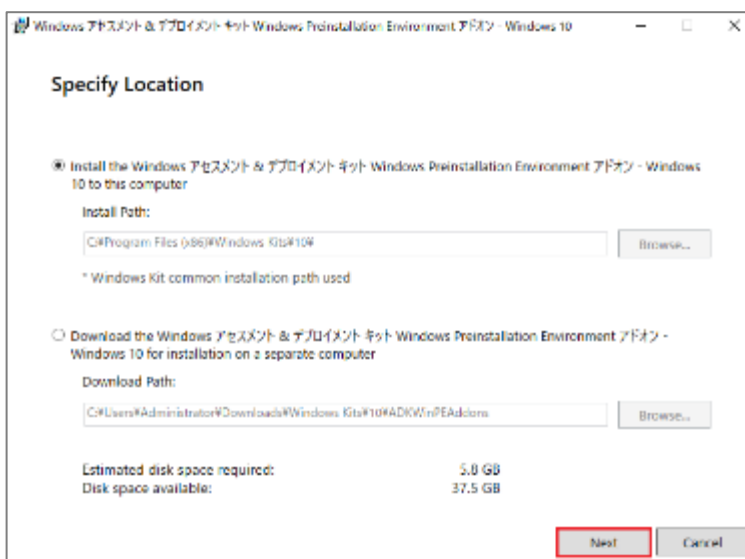 Windows アセスメント & デプロイメント キット Windows Preinstallation Environment アドオン - Windows 10
Specify Location
Install the Windows アセスメント & デプロイメント キット Windows Preinstallation Environment アドオン - Windows
10 to this computer
Install Path:
C:¥Program Files (x86)¥Windows Kits¥10¥
Browse...
* Windows Kit common installation path used
Download the Windows アセスメント & デプロイメント キット Windows Preinstallation Environment アドオン -
Windows 10 for installation on a separate computer
Download Path:
C:¥Users¥Administrator¥Downloads¥Windows Kits¥10¥ADKWinPEAddons
Browse...
Estimated disk space required: 5.8 GB
Disk space available: 37.5 GB
Next Cancel